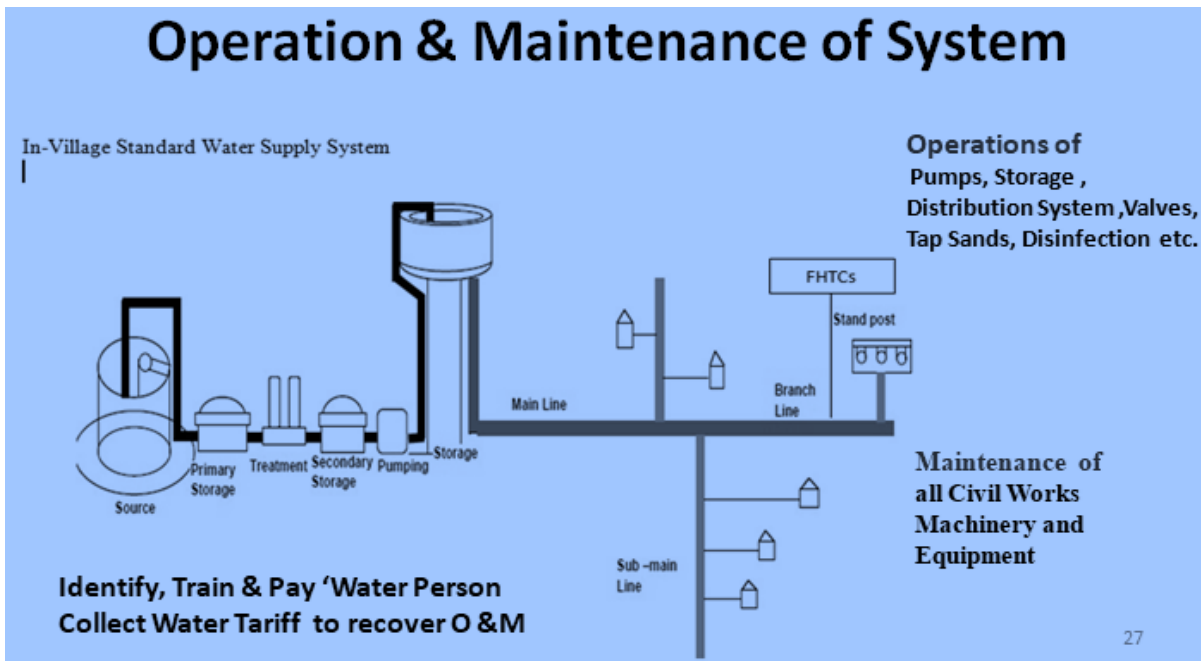 Operation & Maintenance of System
In-Village Standard Water Supply System
Operations of
Pumps, Storage ,
Distribution System ,Valves,
Tap Sands, Disinfection etc.
FHTCs
Stand post
Main Line
Branch
Line
Storage
Pumping
Secondary
Storage
Treatment
Primary
Storage
Source
Sub –main
Line
Maintenance of
all Civil Works
Machinery and
Equipment
Identify, Train & Pay ‘Water Person
Collect Water Tariff to recover O &M
27